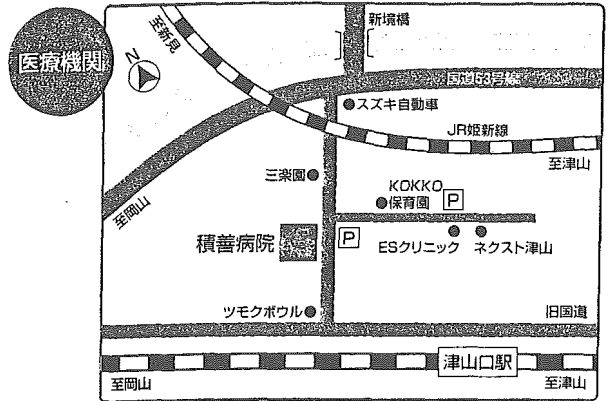 医療機関
至新見
N
新境橋
国道53号線
スズキ自動車
JR姫新線
至津山
至岡山
三楽園
KOKKO
保育園
P
積善病院
P
ESクリニック
ネクスト津山
ツモクボウル
旧国道
津山口駅
至岡山
至津山